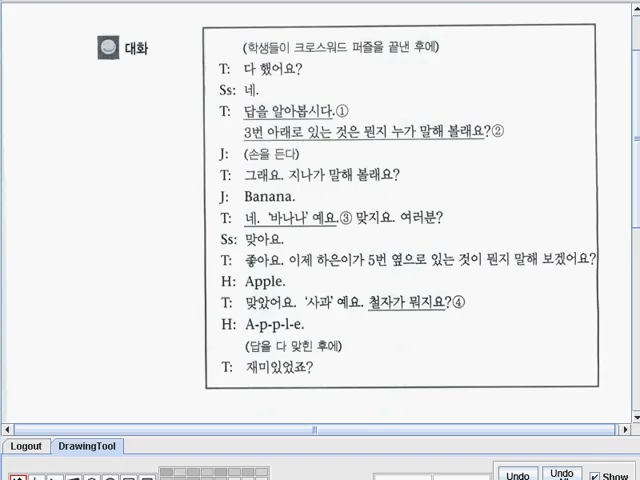 대화
(학생들이 크로스워드 퍼즐을 끝낸 후에)
T: 다 했어요?
Ss: 네.
T: 답을 알아봅시다.①
3번 아래로 있는 것은 뭔지 누가 말해 볼래요?②
J: (손을 든다)
T: 그래요. 지나가 말해 볼래요?
J: Banana.
T: 네. ‘바나나’ 예요.③ 맞지요. 여러분?
Ss: 맞아요.
T: 좋아요. 이제 하은이가 5번 옆으로 있는 것이 뭔지 말해 보겠어요?
H: Apple.
T: 맞았어요. ‘사과’ 예요. 철자가 뭐지요?④
H: A-p-p-l-e.
(답을 다 맞힌 후에)
T: 재미있었죠?
Logout DrawingTool
Undo Undo Show